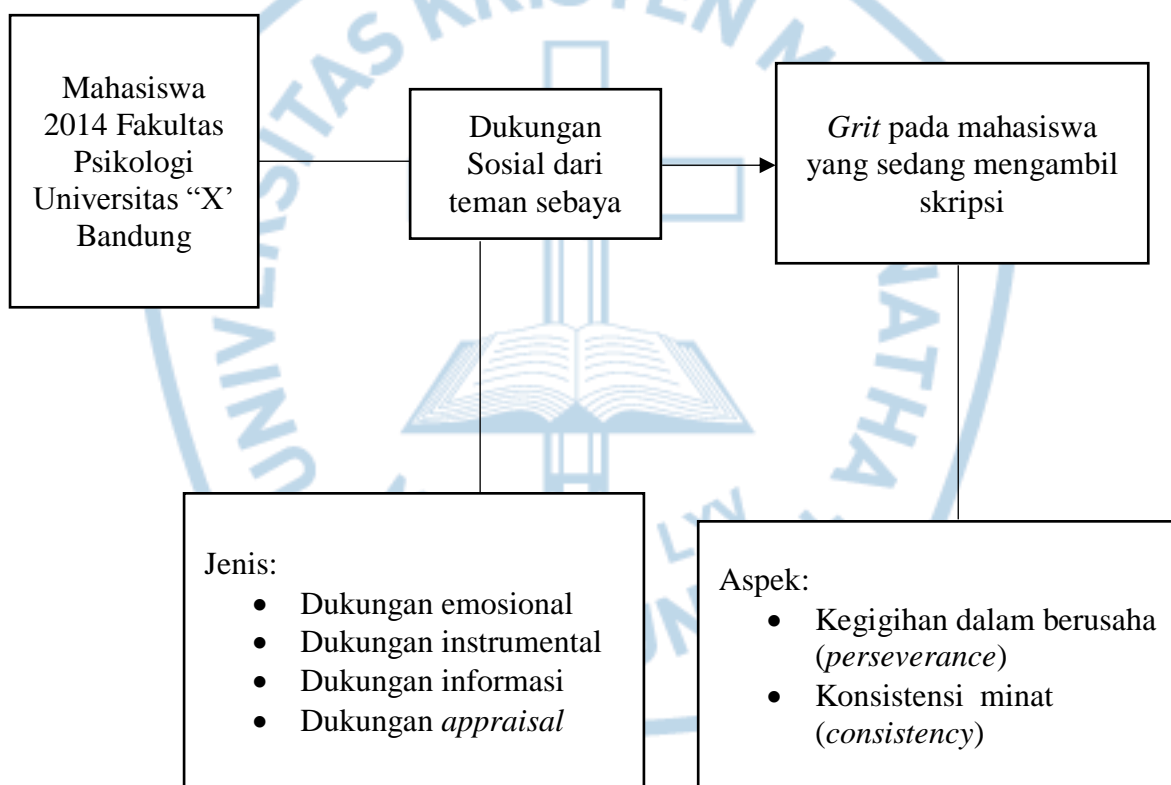 Mahasiswa
2014 Fakultas
Psikologi
Universitas “X’
Bandung
Dukungan
Sosial dari
teman sebaya
Grit pada mahasiswa
yang sedang mengambil
skripsi
Jenis:
• Dukungan emosional
• Dukungan instrumental
• Dukungan informasi
• Dukungan appraisal
Aspek:
• Kegigihan dalam berusaha
(perseverance)
• Konsistensi minat
(consistency)